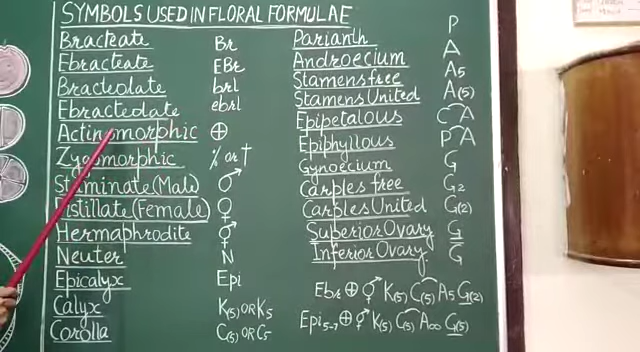 SYMBOLS USED IN FLORAL FORMULAE
Bracteate Br
Ebracteate EBr
Bracteolate brl
Ebracteolate ebrl
Actinomorphic ⊕
Zygomorphic % or †
Staminate (Male) ♂
Pistillate (Female) ♀
Hermaphrodite ⚥
Neuter N
Epicalyx Epi
Calyx K(5) OR K5
Corolla C(5) OR C5
Parianth P
Androecium A
Stamens free A5
Stamens United A(5)
Epipetalous C͡A
Epiphyllous P͡A
Gynoecium G
Carples free G2
Carples United G(2)
Superior Ovary G̲
Inferior Ovary G̅
Ebr ⊕ ⚥ K(5) C͡(5) A5 G̲(2)
Epi5-7 ⊕ ⚥ K(5) C͡(5) A∞ G̲(5)